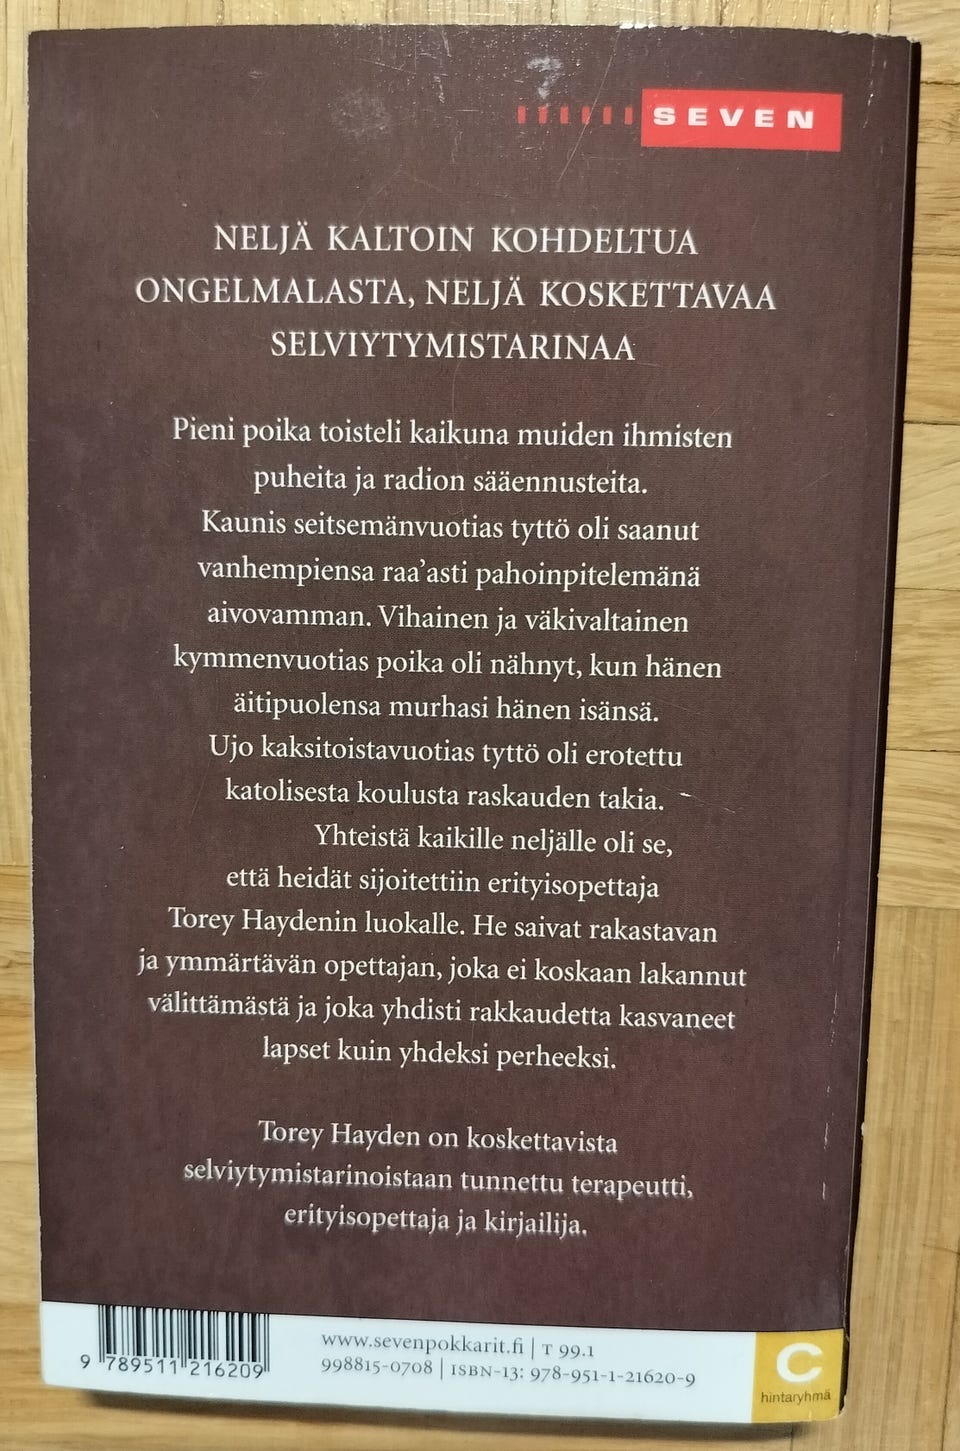 SEVEN
NELJÄ KALTOIN KOHDELTUA
ONGELMALASTA, NELJÄ KOSKETTAVAA
SELVIYTYMISTARINAA
Pieni poika toisteli kaikuna muiden ihmisten
puheita ja radion sääennusteita.
Kaunis seitsemänvuotias tyttö oli saanut
vanhempiensa raa'asti pahoinpitelemänä
aivovamman. Vihainen ja väkivaltainen
kymmenvuotias poika oli nähnyt, kun hänen
äitipuolensa murhasi hänen isänsä.
Ujo kaksitoistavuotias tyttö oli erotettu
katolisesta koulusta raskauden takia.
Yhteistä kaikille neljälle oli se,
että heidät sijoitettiin erityisopettaja
Torey Haydenin luokalle. He saivat rakastavan
ja ymmärtävän opettajan, joka ei koskaan lakannut
välittämästä ja joka yhdisti rakkaudetta kasvaneet
lapset kuin yhdeksi perheeksi.
Torey Hayden on koskettavista
selviytymistarinoistaan tunnettu terapeutti,
erityisopettaja ja kirjailija.
9 789511 216209
www.sevenpokkarit.fi | T 99.1
998815-0708 | ISBN-13: 978-951-1-21620-9
C
hintaryhmä